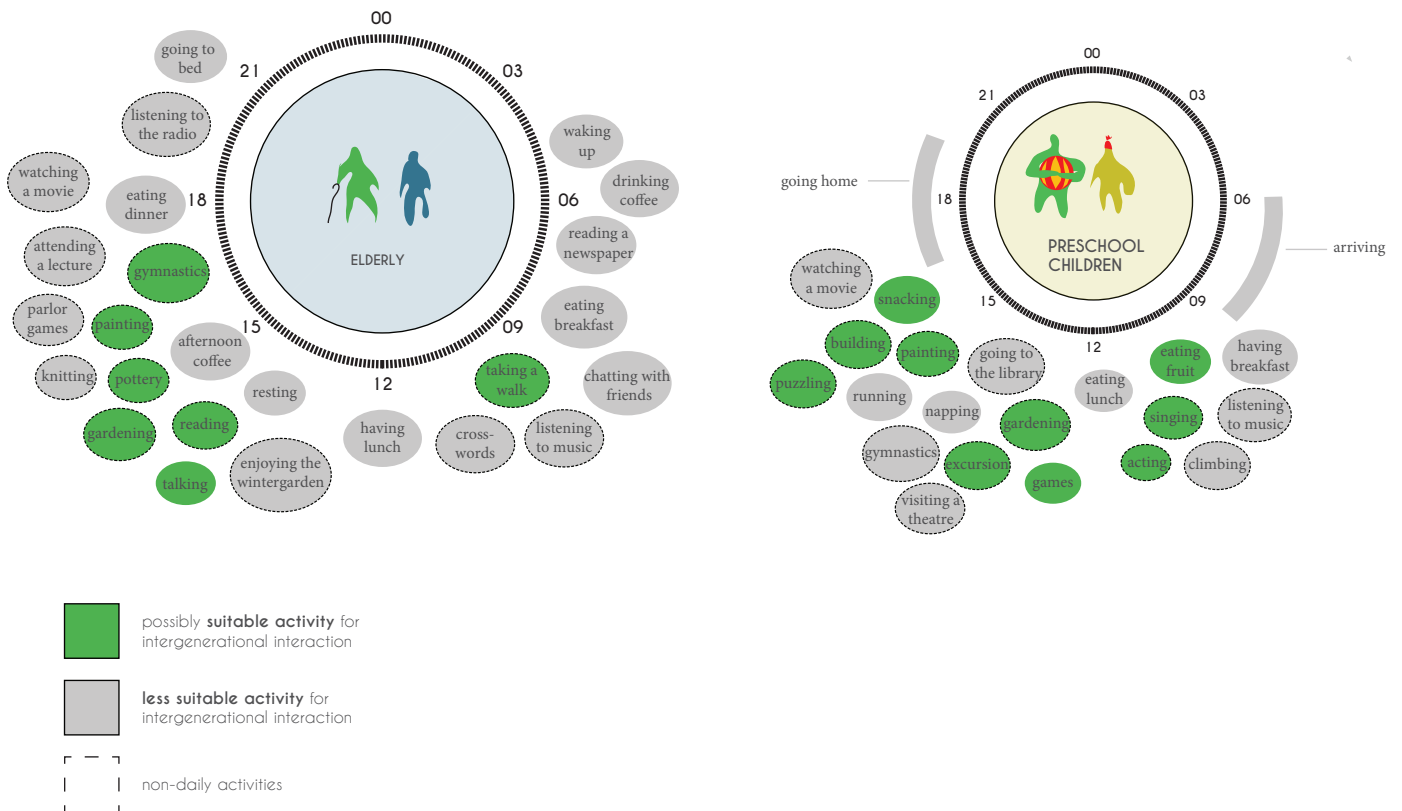 00
03
06
09
12
15
18
21
ELDERLY
going to
bed
listening to
the radio
watching
a movie
eating
dinner
attending
a lecture
gymnastics
parlor
games
painting
afternoon
coffee
knitting
pottery
resting
gardening
reading
talking
enjoying the
wintergarden
having
lunch
cross-
words
listening
to music
taking a
walk
chatting with
friends
eating
breakfast
reading a
newspaper
drinking
coffee
waking
up
00
03
06
09
12
15
18
21
PRESCHOOL
CHILDREN
going home
arriving
watching
a movie
snacking
building
painting
going to
the library
puzzling
running
napping
gardening
gymnastics
excursion
games
visiting a
theatre
eating
lunch
eating
fruit
having
breakfast
singing
listening
to music
acting
climbing
possibly suitable activity for
intergenerational interaction
less suitable activity for
intergenerational interaction
non-daily activities